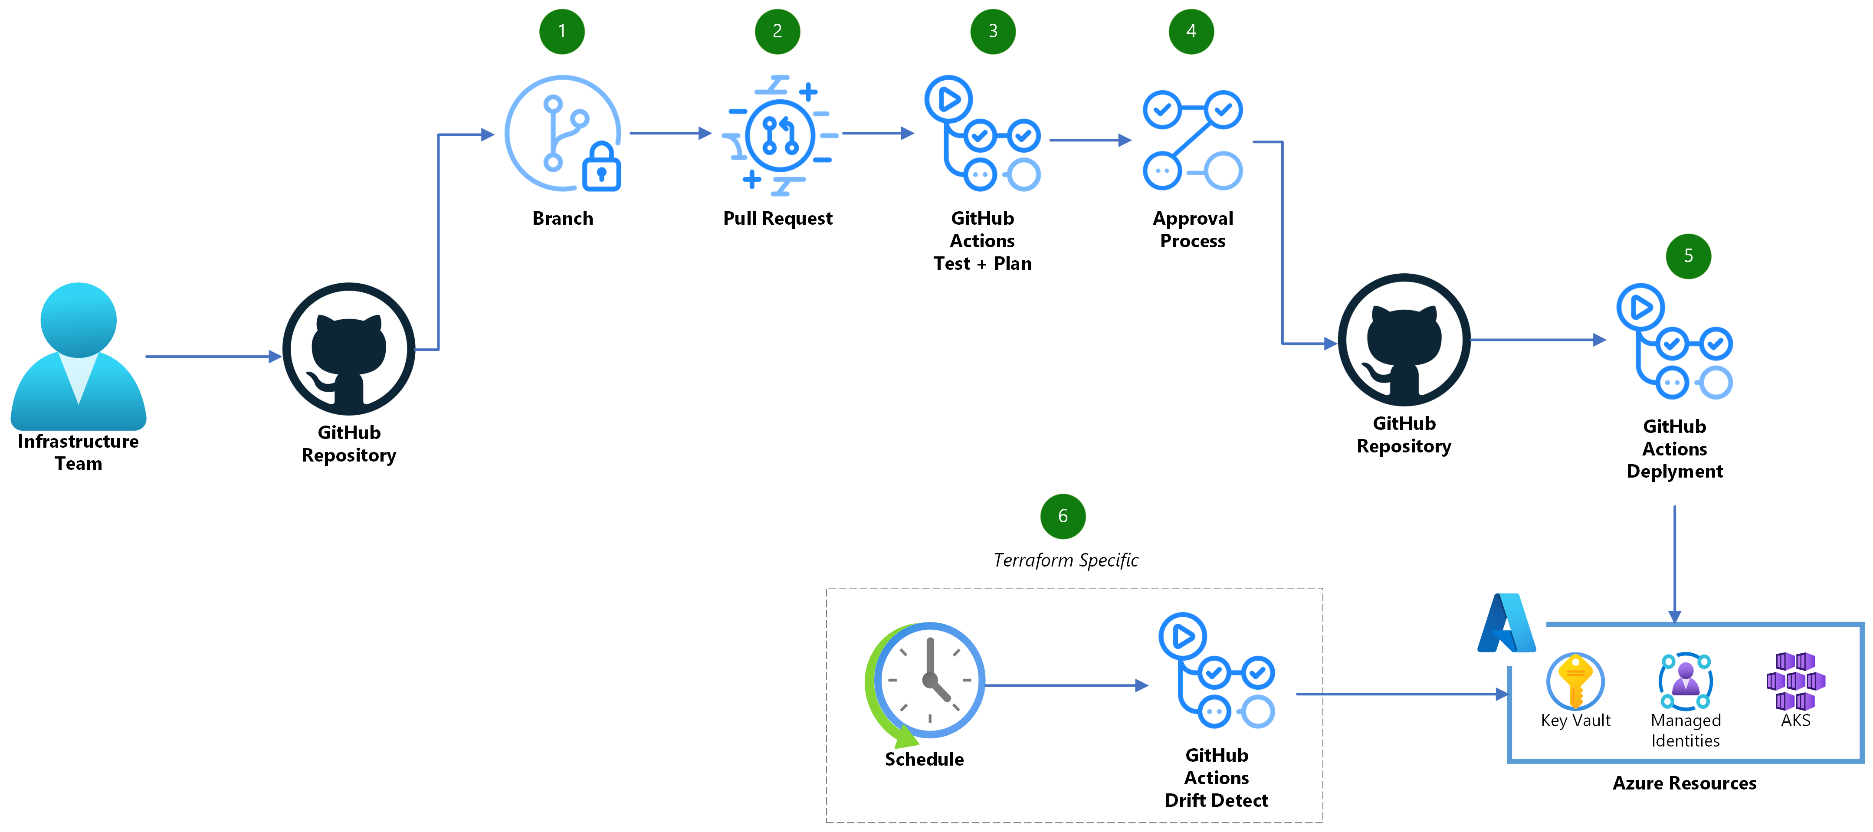 1
2
3
4
Branch
Pull Request
GitHub
Actions
Test + Plan
Approval
Process
5
Infrastructure
Team
GitHub
Repository
GitHub
Repository
GitHub
Actions
Deplyment
6
Terraform Specific
Schedule
GitHub
Actions
Drift Detect
Key Vault
Managed
Identities
AKS
Azure Resources